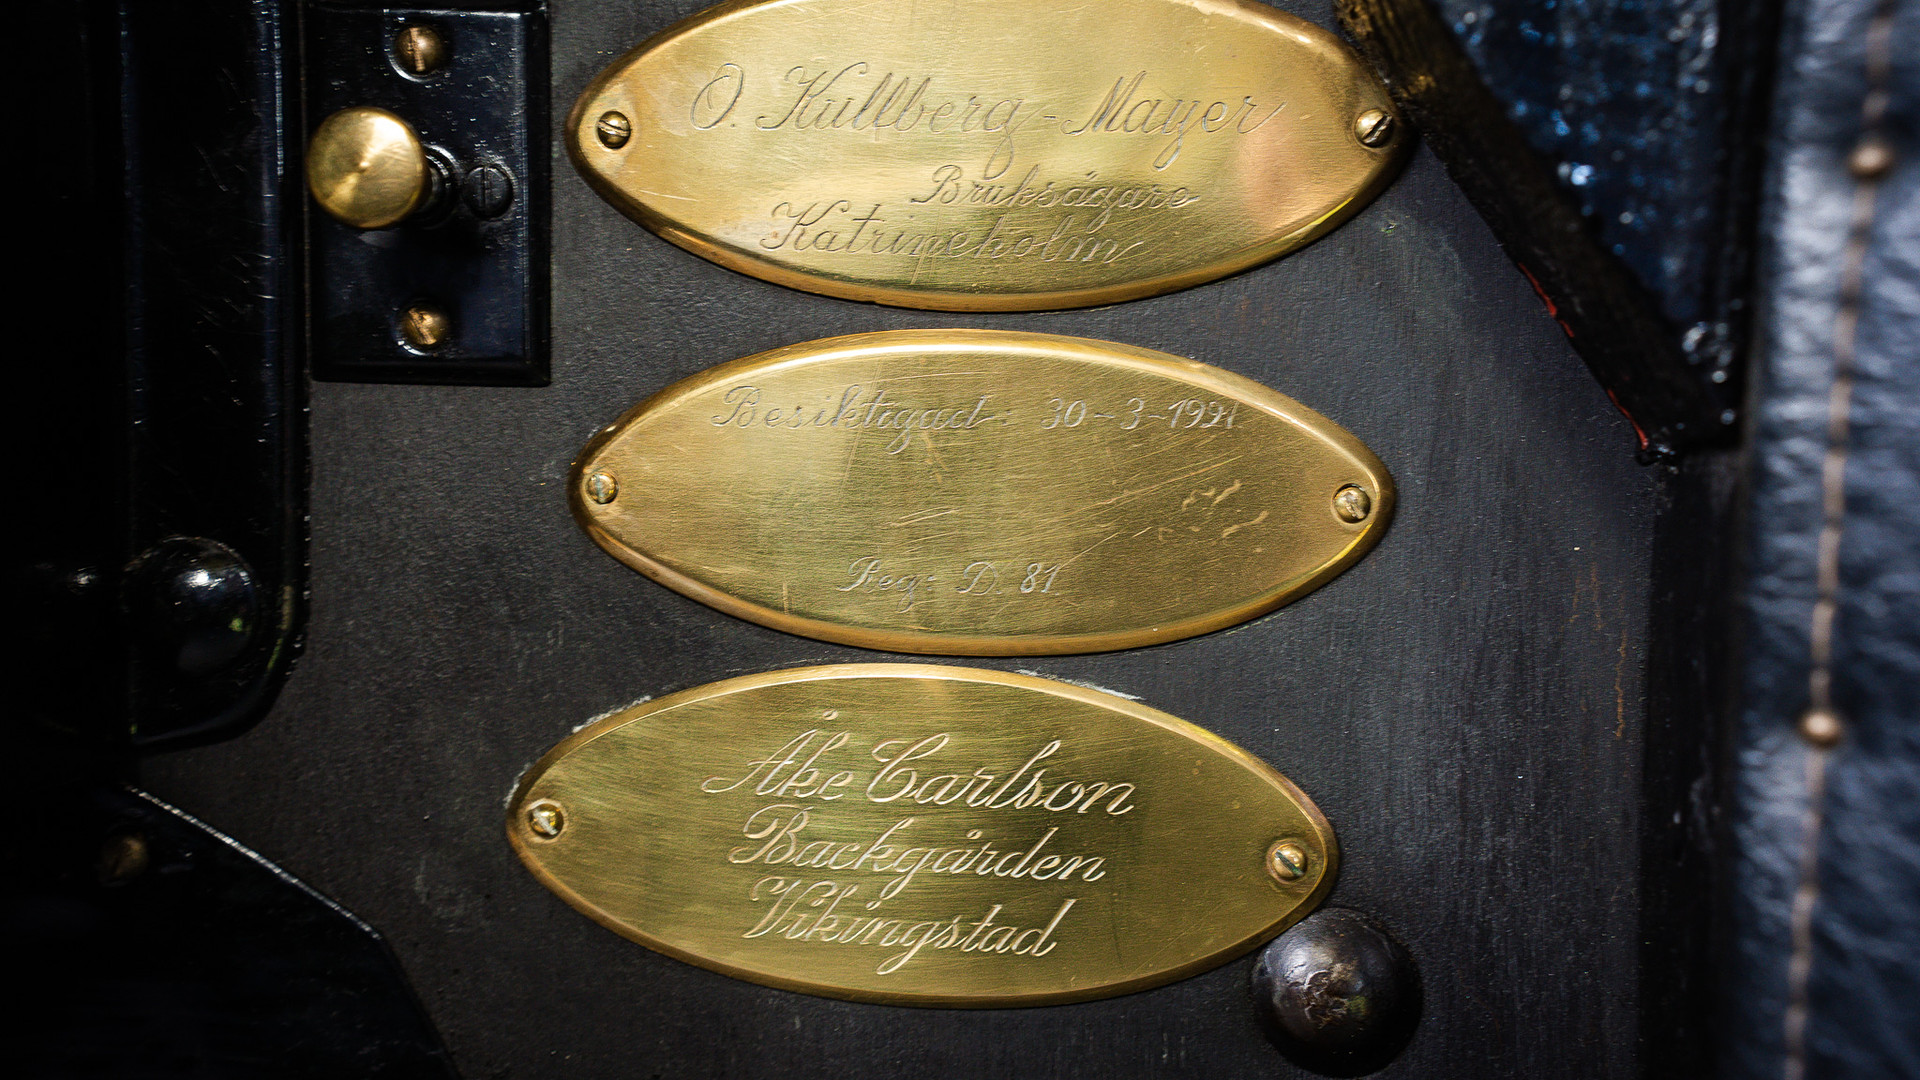 O. Kullberg-Mayer
Bruksägare
Katrineholm
Besiktigad: 30-3-1921
Reg: D. 81
Åke Carlson
Backgården
Vikingstad